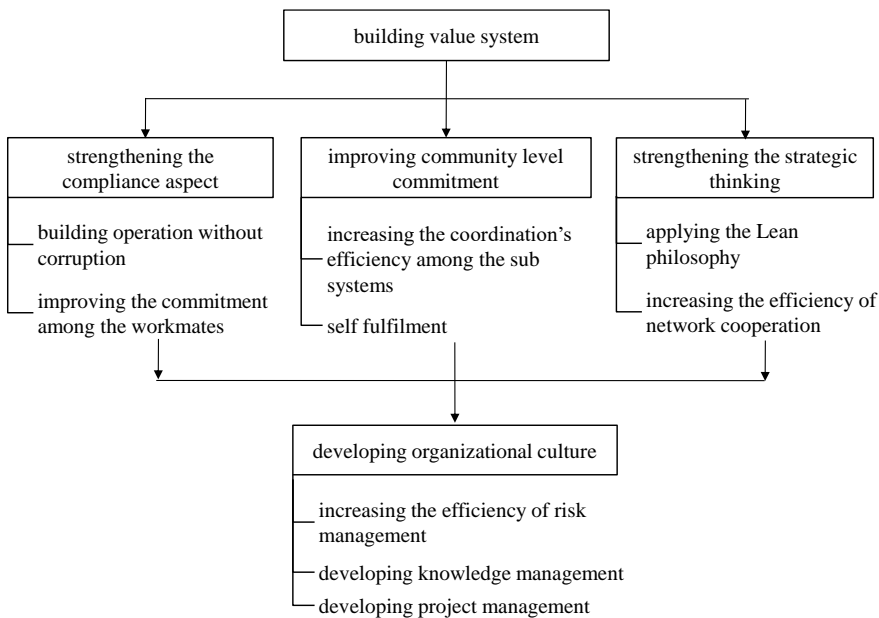 building value system
strengthening the
compliance aspect
building operation without
corruption
improving the commitment
among the workmates
improving community level
commitment
increasing the coordination's
efficiency among the sub
systems
self fulfilment
strengthening the strategic
thinking
applying the Lean
philosophy
increasing the efficiency of
network cooperation
developing organizational culture
increasing the efficiency of risk
management
developing knowledge management
developing project management